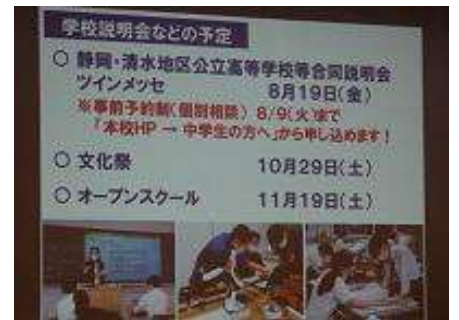 学校説明会などの予定
○ 静岡・清水地区公立高等学校等合同説明会
ツインメッセ 8月19日(金)
※事前予約制(個別相談) 8/9(火)まで
「本校HP → 中学生の方へ」から申し込めます！
○ 文化祭 10月29日(土)
○ オープンスクール 11月19日(土)